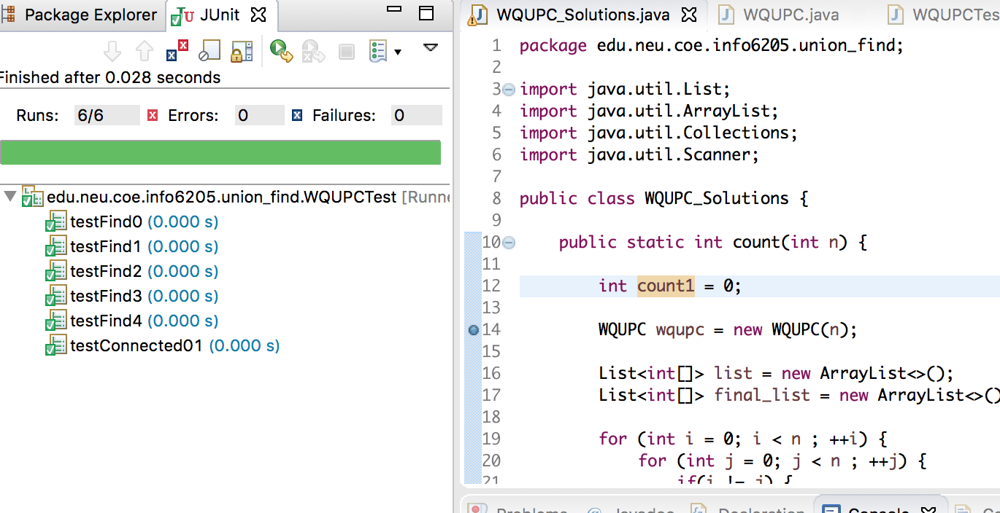 Package Explorer
JUnit
Finished after 0.028 seconds
Runs: 6/6 Errors: 0 Failures: 0
edu.neu.coe.info6205.union_find.WQUPCTest [Runne
testFind0 (0.000 s)
testFind1 (0.000 s)
testFind2 (0.000 s)
testFind3 (0.000 s)
testFind4 (0.000 s)
testConnected01 (0.000 s)
WQUPC_Solutions.java
WQUPC.java
WQUPCTes
1 package edu.neu.coe.info6205.union_find;
2
3 import java.util.List;
4 import java.util.ArrayList;
5 import java.util.Collections;
6 import java.util.Scanner;
7
8 public class WQUPC_Solutions {
9
10 public static int count(int n) {
11
12 int count1 = 0;
13
14 WQUPC wqupc = new WQUPC(n);
15
16 List<int[]> list = new ArrayList<>();
17 List<int[]> final_list = new ArrayList<>()
18
19 for (int i = 0; i < n ; ++i) {
20 for (int j = 0; j < n ; ++j) {
21 if(i != j) {
Problems
Javadoc
Declaration
Console